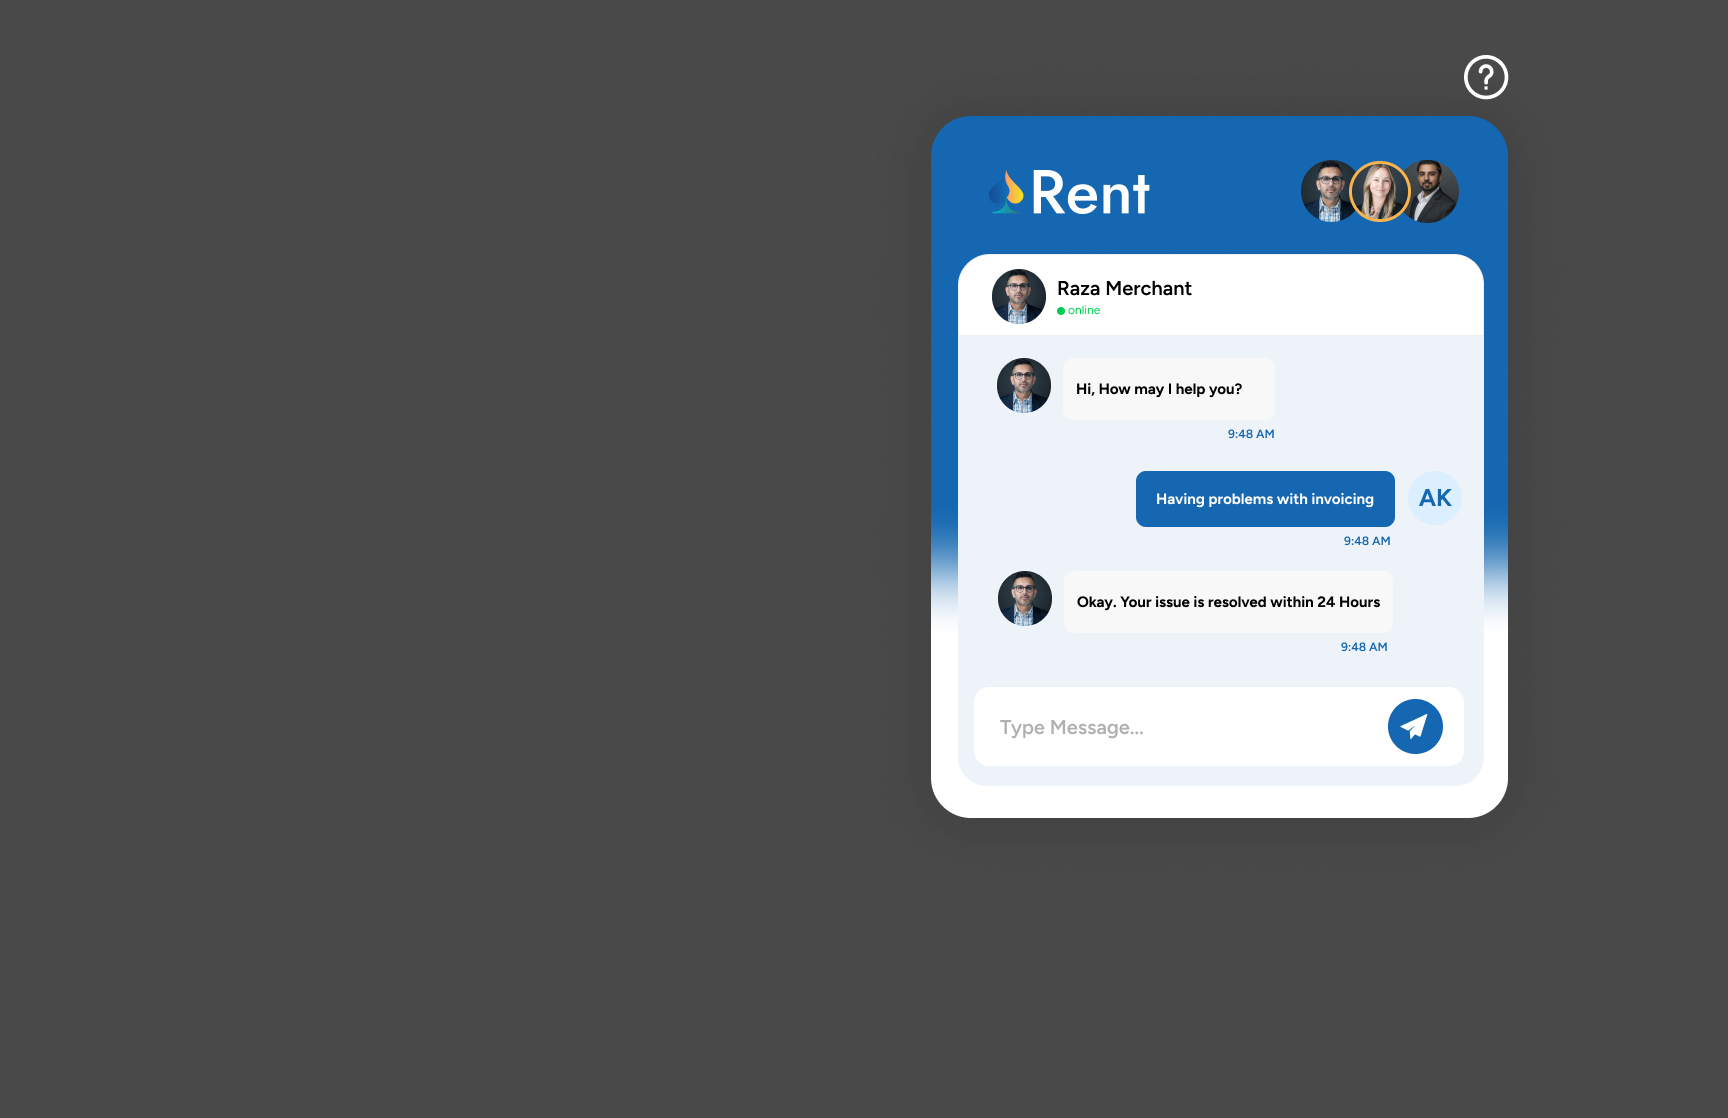 ?
Rent
Raza Merchant
online
Hi, How may I help you?
9:48 AM
Having problems with invoicing
AK
9:48 AM
Okay. Your issue is resolved within 24 Hours
9:48 AM
Type Message...